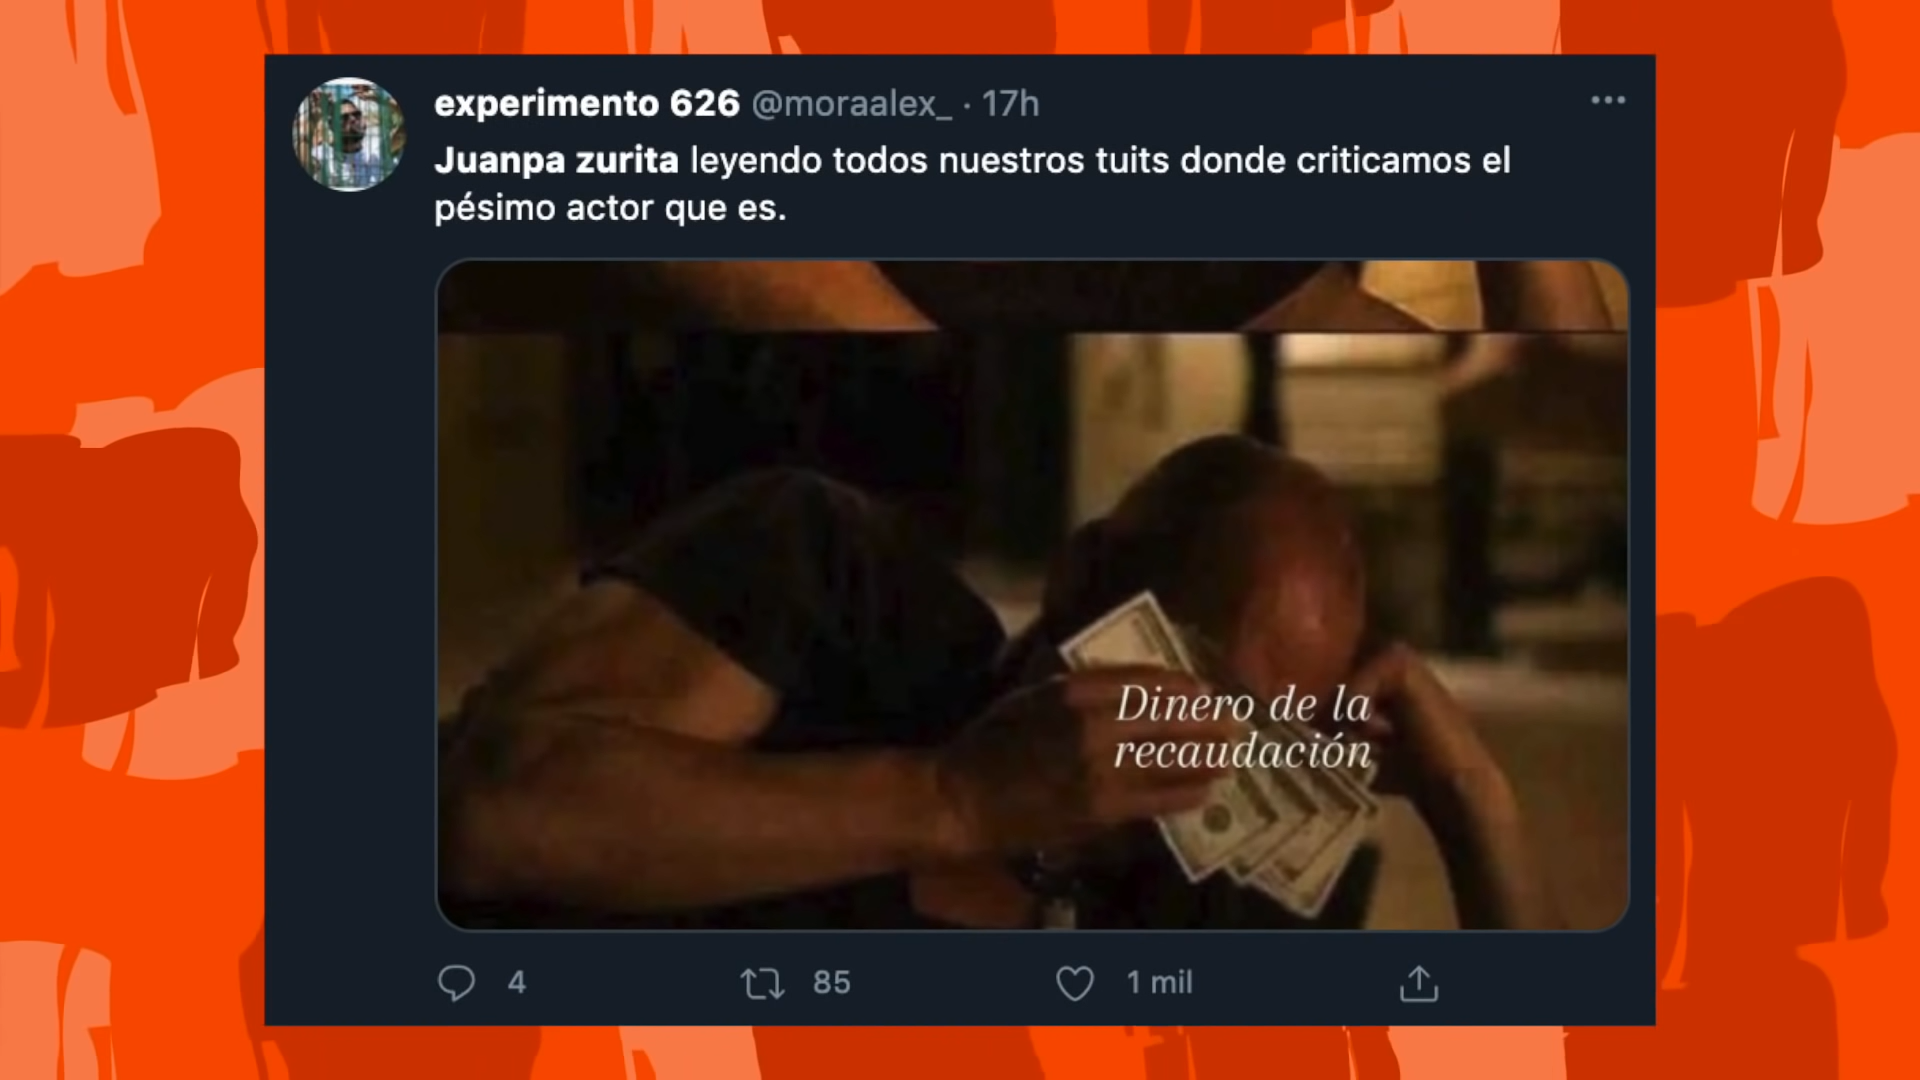 experimento 626 @moraalex_ · 17h
Juanpa zurita leyendo todos nuestros tuits donde criticamos el
pésimo actor que es.
Dinero de la
recaudación
4 85 1 mil